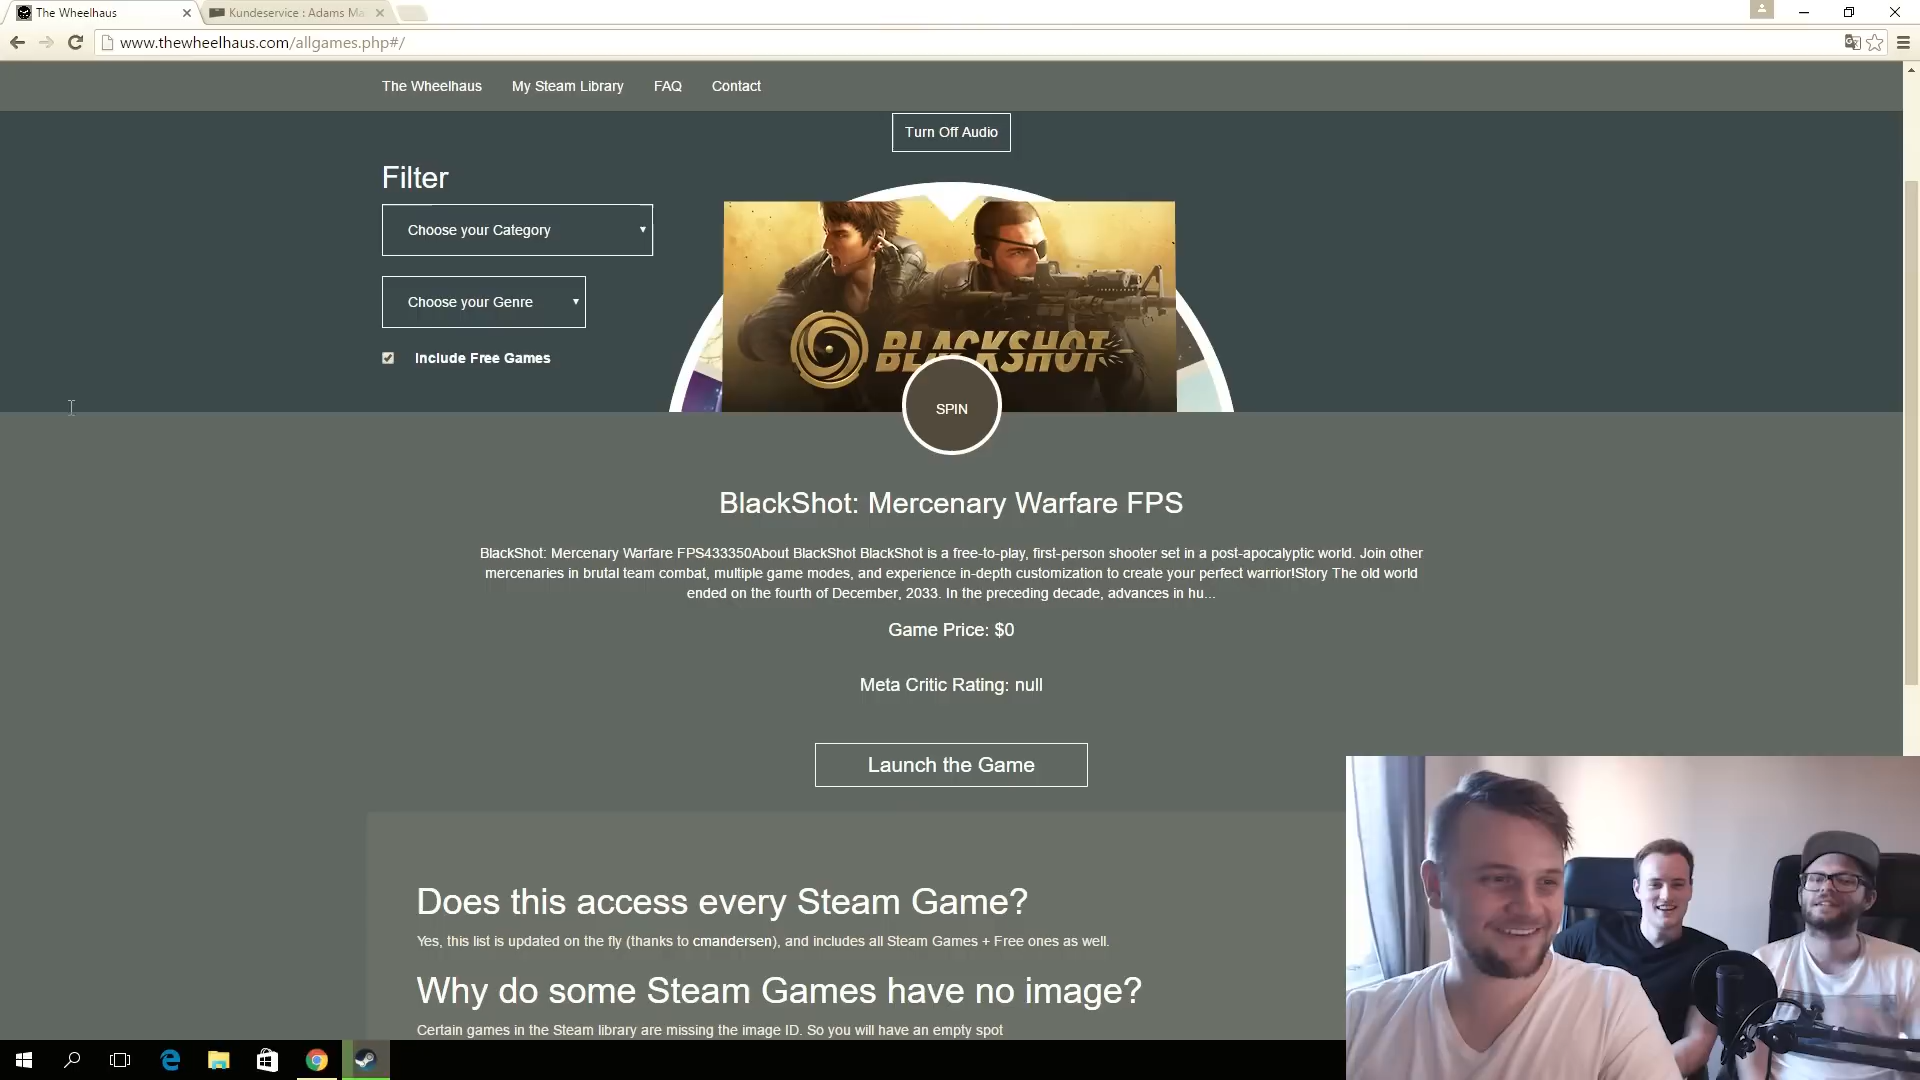 The Wheelhaus
Kundeservice : Adams Ma
www.thewheelhaus.com/allgames.php#/
The Wheelhaus
My Steam Library
FAQ
Contact
Turn Off Audio
Filter
Choose your Category
Choose your Genre
Include Free Games
BLACKSHOT
SPIN
BlackShot: Mercenary Warfare FPS
BlackShot: Mercenary Warfare FPS433350About BlackShot BlackShot is a free-to-play, first-person shooter set in a post-apocalyptic world. Join other
mercenaries in brutal team combat, multiple game modes, and experience in-depth customization to create your perfect warrior!Story The old world
ended on the fourth of December, 2033. In the preceding decade, advances in hu...
Game Price: $0
Meta Critic Rating: null
Launch the Game
Does this access every Steam Game?
Yes, this list is updated on the fly (thanks to cmandersen), and includes all Steam Games + Free ones as well.
Why do some Steam Games have no image?
Certain games in the Steam library are missing the image ID. So you will have an empty spot